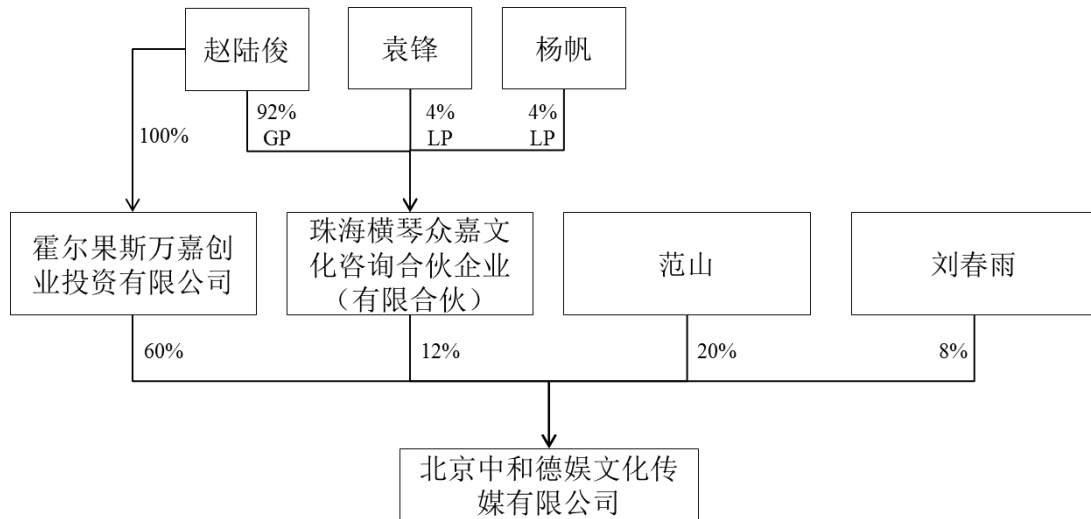 赵陆俊
袁锋
杨帆
92%
GP
4%
LP
4%
LP
100%
霍尔果斯万嘉创
业投资有限公司
珠海横琴众嘉文
化咨询合伙企业
（有限合伙）
范山
刘春雨
60%
12%
20%
8%
北京中和德娱文化传
媒有限公司